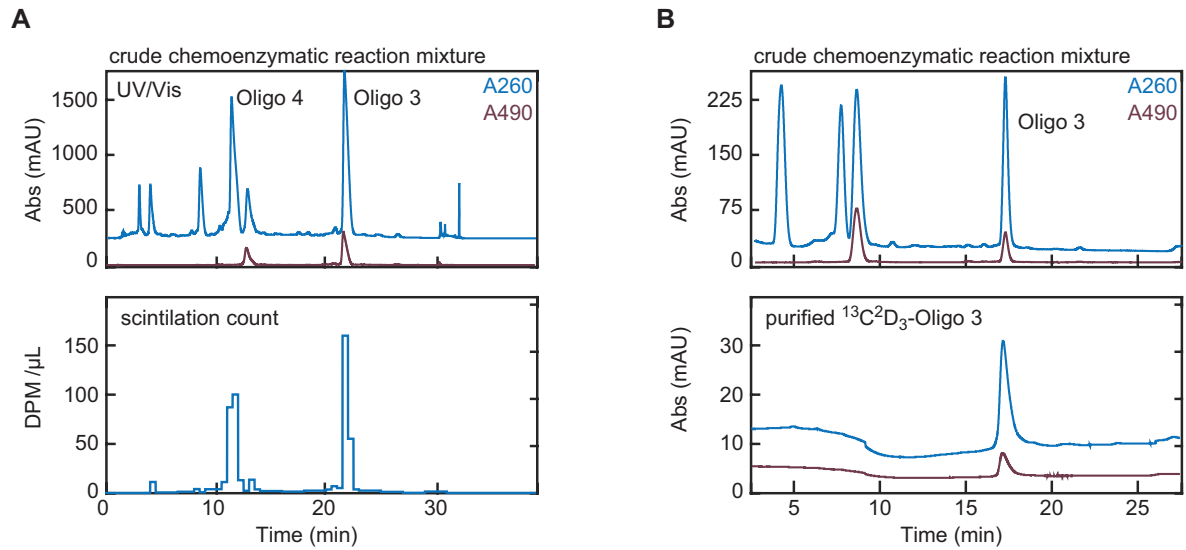 A
crude chemoenzymatic reaction mixture
UV/Vis
Oligo 4
Oligo 3
A260
A490
1500
1000
500
0
Abs (mAU)
scintilation count
150
100
50
0
DPM /µL
0 10 20 30
Time (min)
B
crude chemoenzymatic reaction mixture
A260
A490
Oligo 3
225
150
75
0
Abs (mAU)
purified ¹³C²D₃-Oligo 3
30
20
10
0
Abs (mAU)
5 10 15 20 25
Time (min)